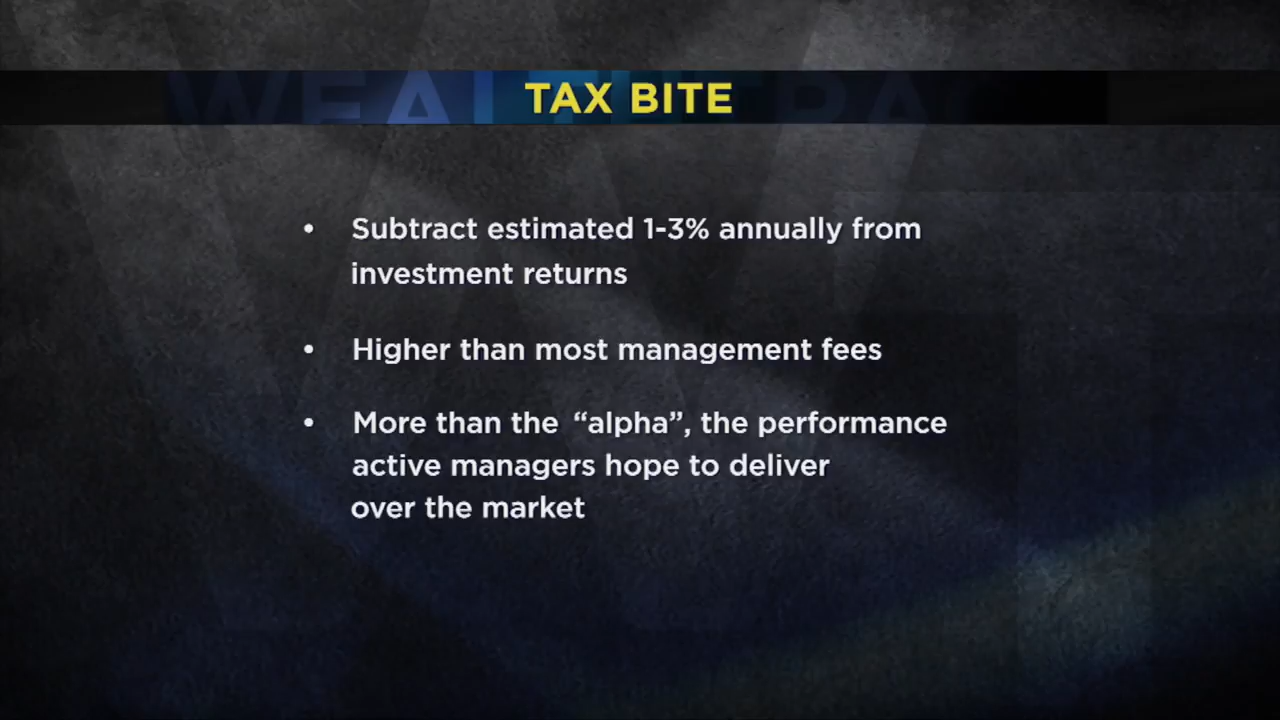 TAX BITE
• Subtract estimated 1-3% annually from
investment returns
• Higher than most management fees
• More than the “alpha”, the performance
active managers hope to deliver
over the market